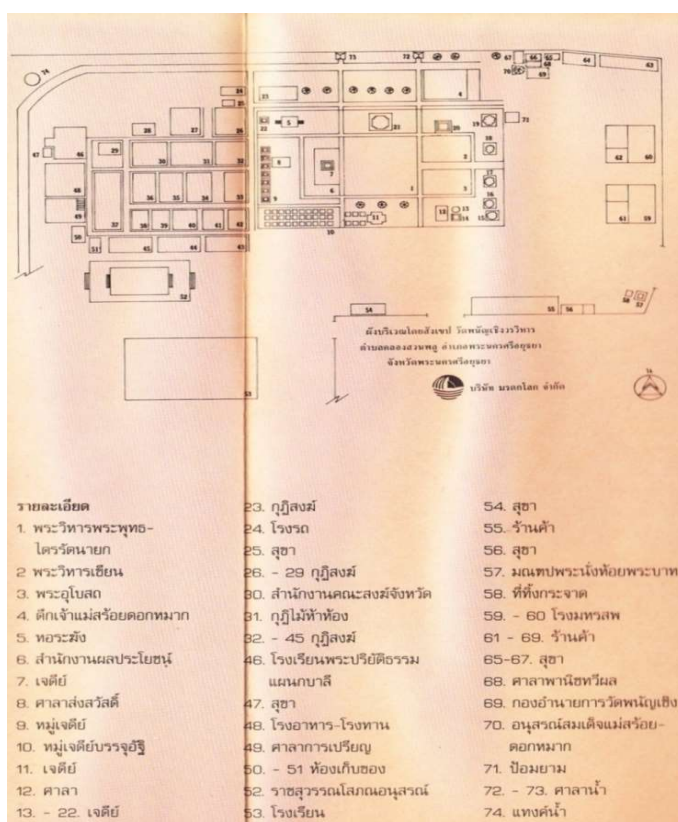 ผังบริเวณโดยสังเขป วัดพนัญเชิงวรวิหาร
ตำบลคลองสวนพลู อำเภอพระนครศรีอยุธยา
จังหวัดพระนครศรีอยุธยา
บริษัท มรดกโลก จำกัด
รายละเอียด
1. พระวิหารพระพุทธ-
ไตรรัตนายก
2 พระวิหารเซียน
3. พระอุโบสถ
4. ตึกเจ้าแม่สร้อยดอกหมาก
5. หอระฆัง
6. สำนักงานผลประโยชน์
7. เจดีย์
8. ศาลาส่งสวัสดิ์
9. หมู่เจดีย์
10. หมู่เจดีย์บรรจุอัฐิ
11. เจดีย์
12. ศาลา
13. - 22. เจดีย์
23. กุฏิสงฆ์
24. โรงรถ
25. สุขา
26. - 29 กุฏิสงฆ์
30. สำนักงานคณะสงฆ์จังหวัด
31. กุฏิไม้ห้าห้อง
32. - 45 กุฏิสงฆ์
46. โรงเรียนพระปริยัติธรรม
แผนกบาลี
47. สุขา
48. โรงอาหาร-โรงทาน
49. ศาลาการเปรียญ
50. - 51 ห้องเก็บของ
52. ราชสุวรรณโสภณอนุสรณ์
53. โรงเรียน
54. สุขา
55. ร้านค้า
56. สุขา
57. มณฑปพระนั่งห้อยพระบาท
58. ที่ทิ้งกระจาด
59. - 60 โรงมหรสพ
61 - 69. ร้านค้า
65-67. สุขา
68. ศาลาพานิชทวีผล
69. กองอำนวยการวัดพนัญเชิง
70. อนุสรณ์สมเด็จแม่สร้อย-
ดอกหมาก
71. ป้อมยาม
72. - 73. ศาลาน้ำ
74. แทงค์น้ำ